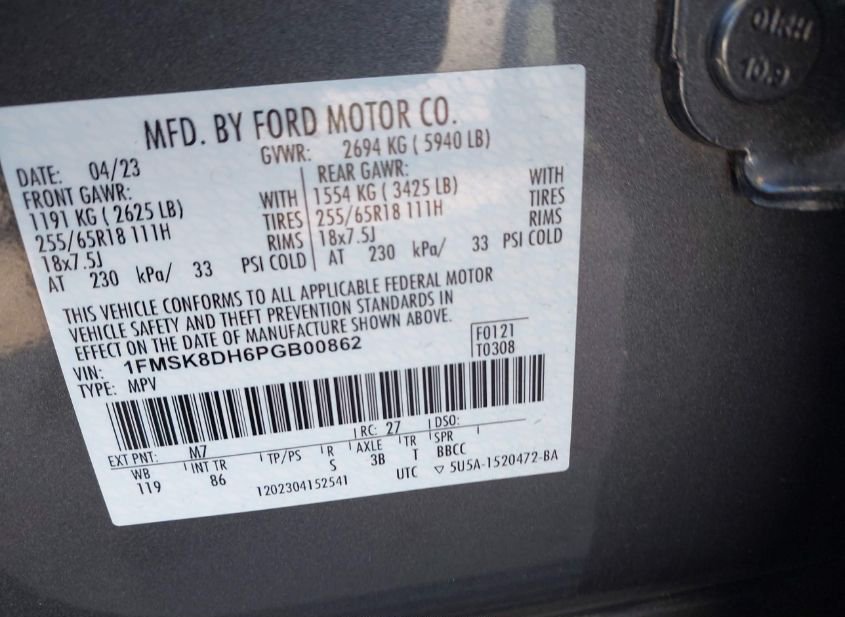 MFD. BY FORD MOTOR CO.
DATE: 04/23 GVWR: 2694 KG ( 5940 LB)
FRONT GAWR: REAR GAWR:
1191 KG ( 2625 LB) WITH 1554 KG ( 3425 LB) WITH
255/65R18 111H TIRES 255/65R18 111H TIRES
18x7.5J RIMS 18x7.5J RIMS
AT 230 kPa/ 33 PSI COLD AT 230 kPa/ 33 PSI COLD
THIS VEHICLE CONFORMS TO ALL APPLICABLE FEDERAL MOTOR
VEHICLE SAFETY AND THEFT PREVENTION STANDARDS IN
EFFECT ON THE DATE OF MANUFACTURE SHOWN ABOVE.
VIN: 1FMSK8DH6PGB00862 F0121
TYPE: MPV T0308
EXT PNT: M7 RC: 27 DSO:
WB INT TR TP/PS R AXLE TR SPR
119 86 S 3B T BBCC
1202304152541 UTC ▽ 5U5A-1520472-BA
10.9